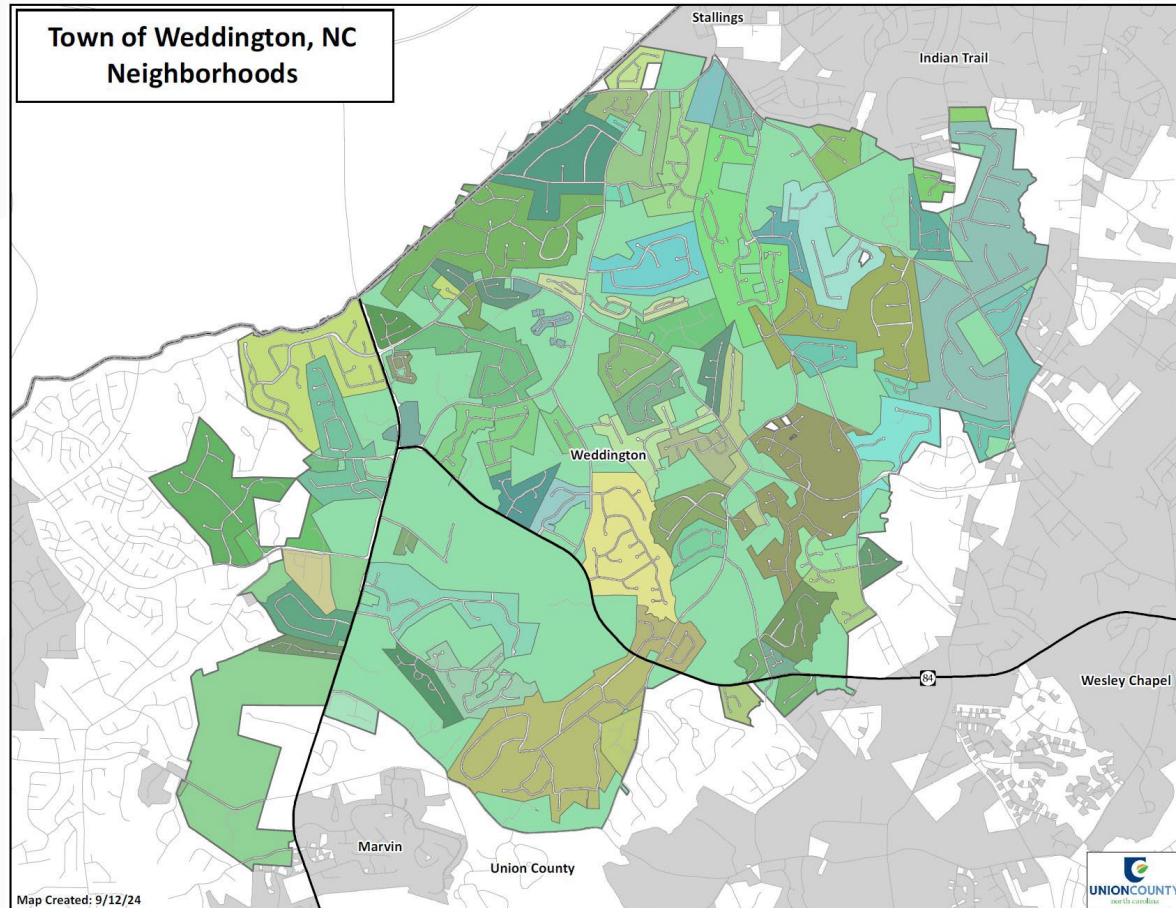 Town of Weddington, NC
Neighborhoods
Stallings
Indian Trail
Weddington
84
Wesley Chapel
Marvin
Union County
Map Created: 9/12/24
UNIONCOUNTY
north carolina